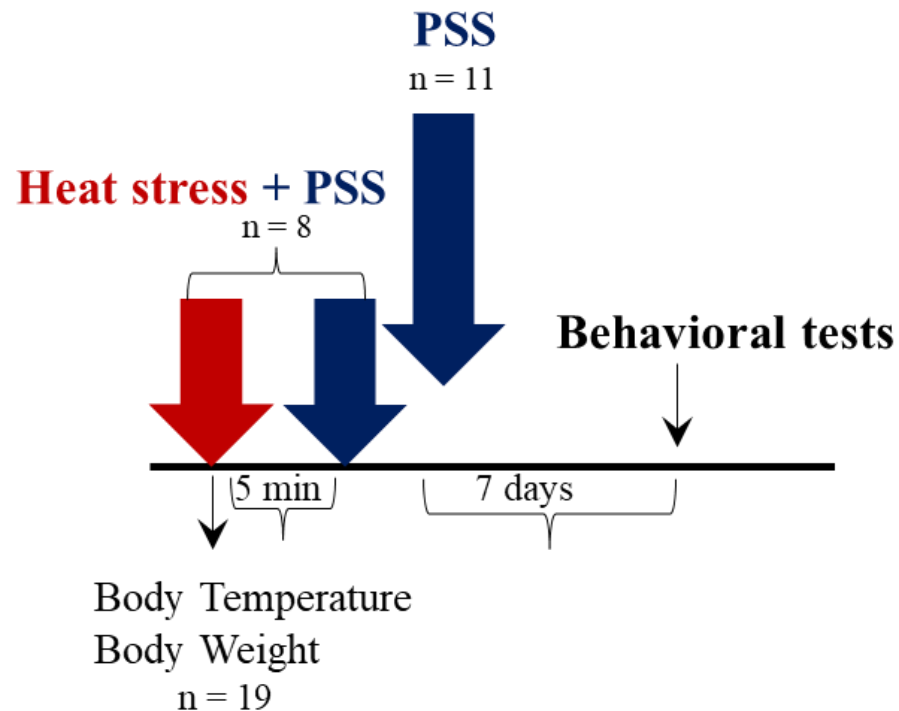 PSS
n = 11
Heat stress + PSS
n = 8
Behavioral tests
5 min
7 days
Body Temperature
Body Weight
n = 19